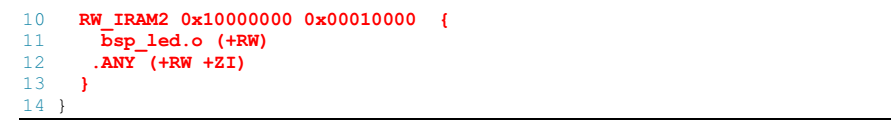 10 RW_IRAM2 0x10000000 0x00010000 {
11 bsp_led.o (+RW)
12 .ANY (+RW +ZI)
13 }
14 }